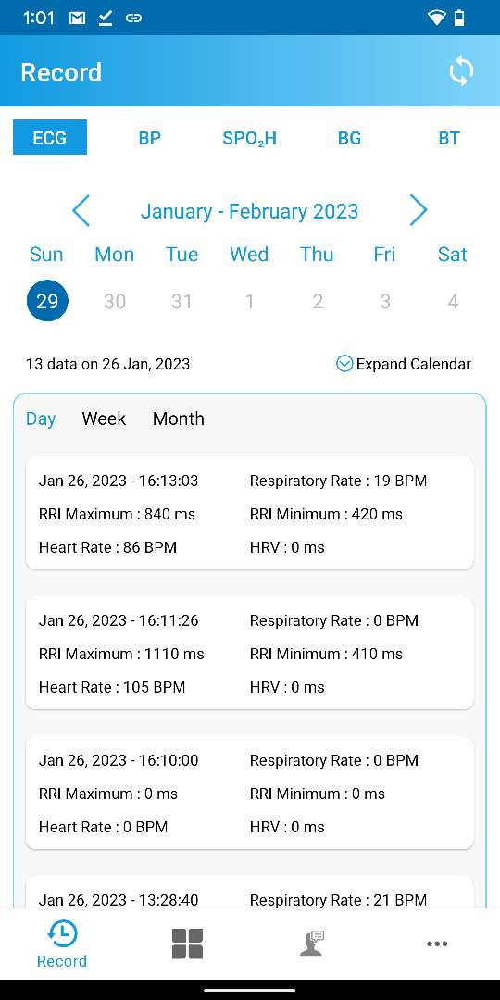 1:01
Record
ECG BP SPO₂H BG BT
January - February 2023
Sun Mon Tue Wed Thu Fri Sat
29 30 31 1 2 3 4
13 data on 26 Jan, 2023 Expand Calendar
Day Week Month
Jan 26, 2023 - 16:13:03 Respiratory Rate : 19 BPM
RRI Maximum : 840 ms RRI Minimum : 420 ms
Heart Rate : 86 BPM HRV : 0 ms
Jan 26, 2023 - 16:11:26 Respiratory Rate : 0 BPM
RRI Maximum : 1110 ms RRI Minimum : 410 ms
Heart Rate : 105 BPM HRV : 0 ms
Jan 26, 2023 - 16:10:00 Respiratory Rate : 0 BPM
RRI Maximum : 0 ms RRI Minimum : 0 ms
Heart Rate : 0 BPM HRV : 0 ms
Jan 26, 2023 - 13:28:40 Respiratory Rate : 21 BPM
Record